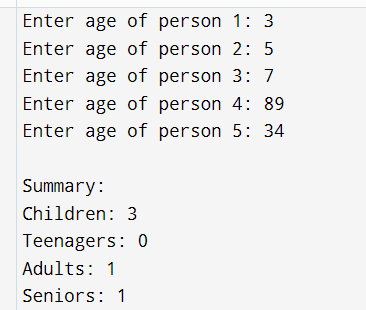 Enter age of person 1: 3
Enter age of person 2: 5
Enter age of person 3: 7
Enter age of person 4: 89
Enter age of person 5: 34
Summary:
Children: 3
Teenagers: 0
Adults: 1
Seniors: 1